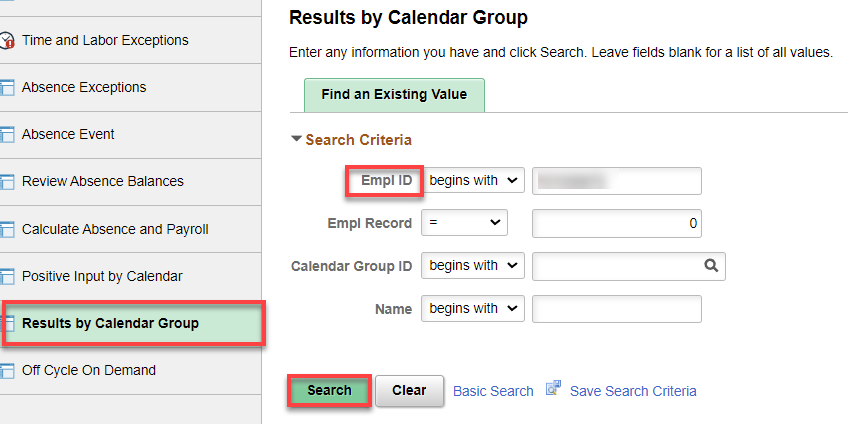 Time and Labor Exceptions
Absence Exceptions
Absence Event
Review Absence Balances
Calculate Absence and Payroll
Positive Input by Calendar
Results by Calendar Group
Off Cycle On Demand
Results by Calendar Group
Enter any information you have and click Search. Leave fields blank for a list of all values.
Find an Existing Value
Search Criteria
Empl ID begins with
Empl Record = 0
Calendar Group ID begins with
Name begins with
Search Clear Basic Search Save Search Criteria